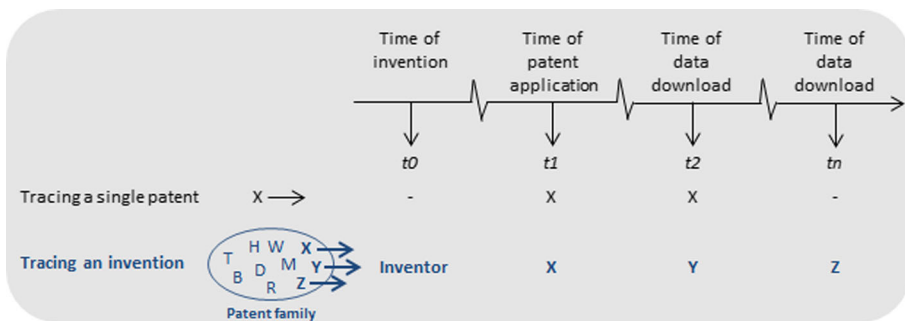 Time of Time of Time of Time of
invention patent data data
application download download
t0 t1 t2 tn
Tracing a single patent X - X X -
H W X
T
D M Y
B
R Z
Tracing an invention Inventor X Y Z
Patent family